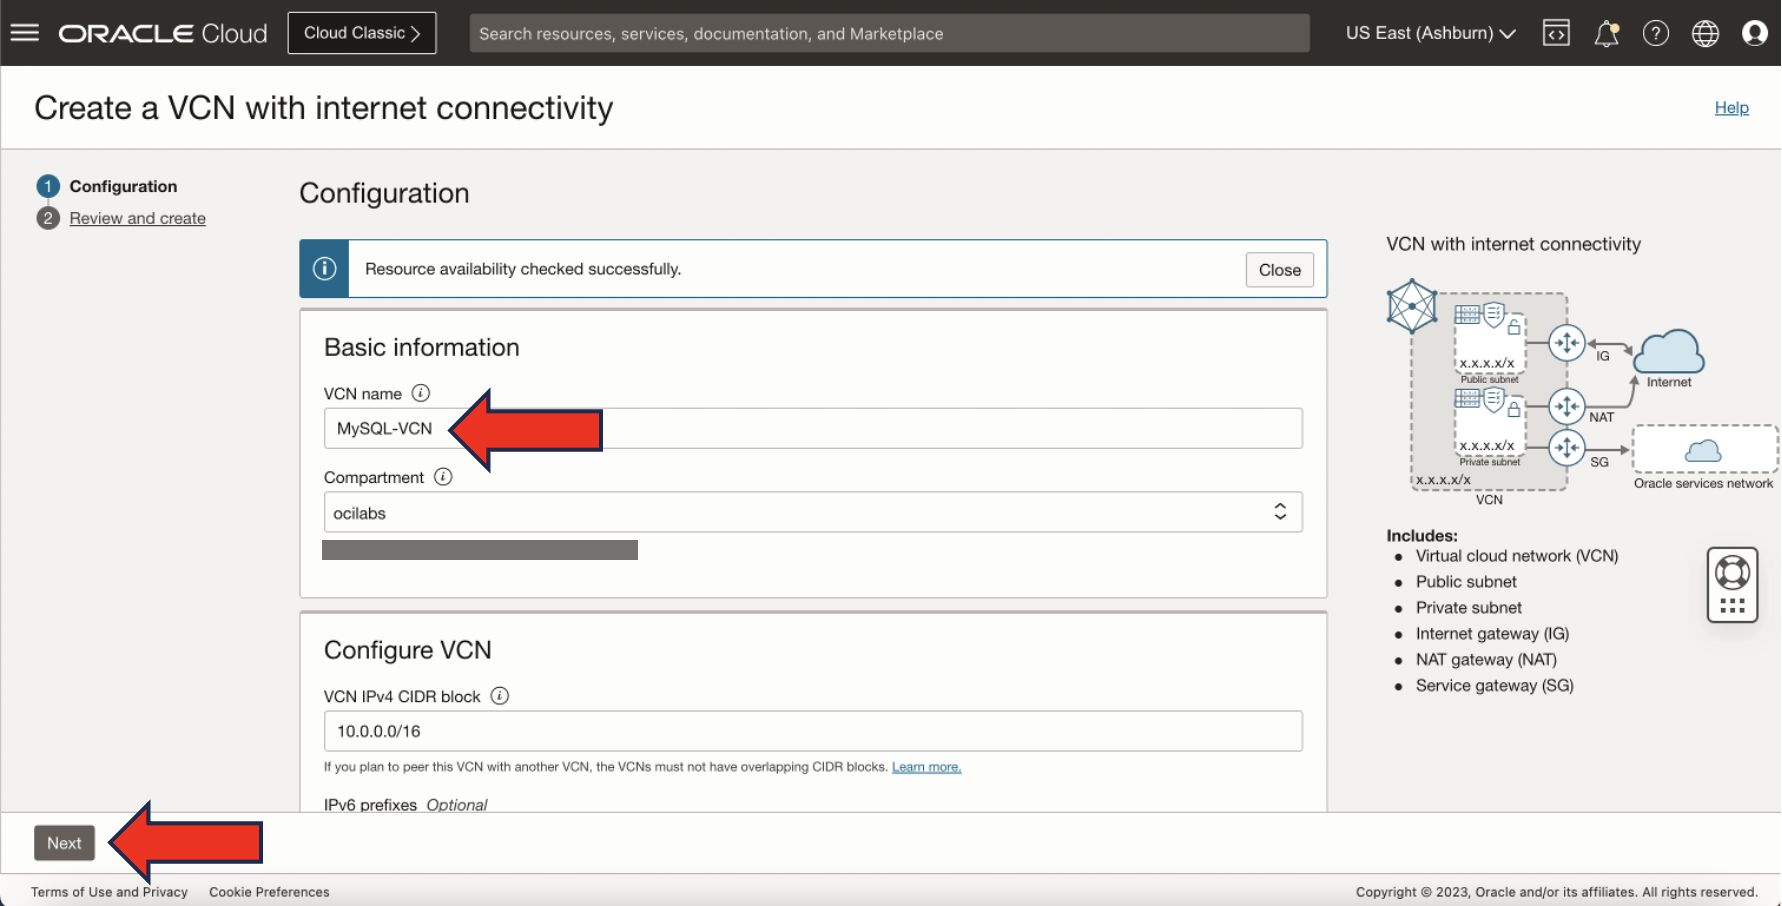 ORACLE Cloud
Cloud Classic
Search resources, services, documentation, and Marketplace
US East (Ashburn)
Create a VCN with internet connectivity
Help
1 Configuration
2 Review and create
Configuration
Resource availability checked successfully.
Close
Basic information
VCN name
MySQL-VCN
Compartment
ocilabs
Configure VCN
VCN IPv4 CIDR block
10.0.0.0/16
If you plan to peer this VCN with another VCN, the VCNs must not have overlapping CIDR blocks. Learn more.
IPv6 prefixes Optional
VCN with internet connectivity
x.x.x.x/x
Public subnet
IG
Internet
NAT
x.x.x.x/x
Private subnet
SG
x.x.x.x/x
Oracle services network
VCN
Includes:
• Virtual cloud network (VCN)
• Public subnet
• Private subnet
• Internet gateway (IG)
• NAT gateway (NAT)
• Service gateway (SG)
Next
Terms of Use and Privacy
Cookie Preferences
Copyright © 2023, Oracle and/or its affiliates. All rights reserved.